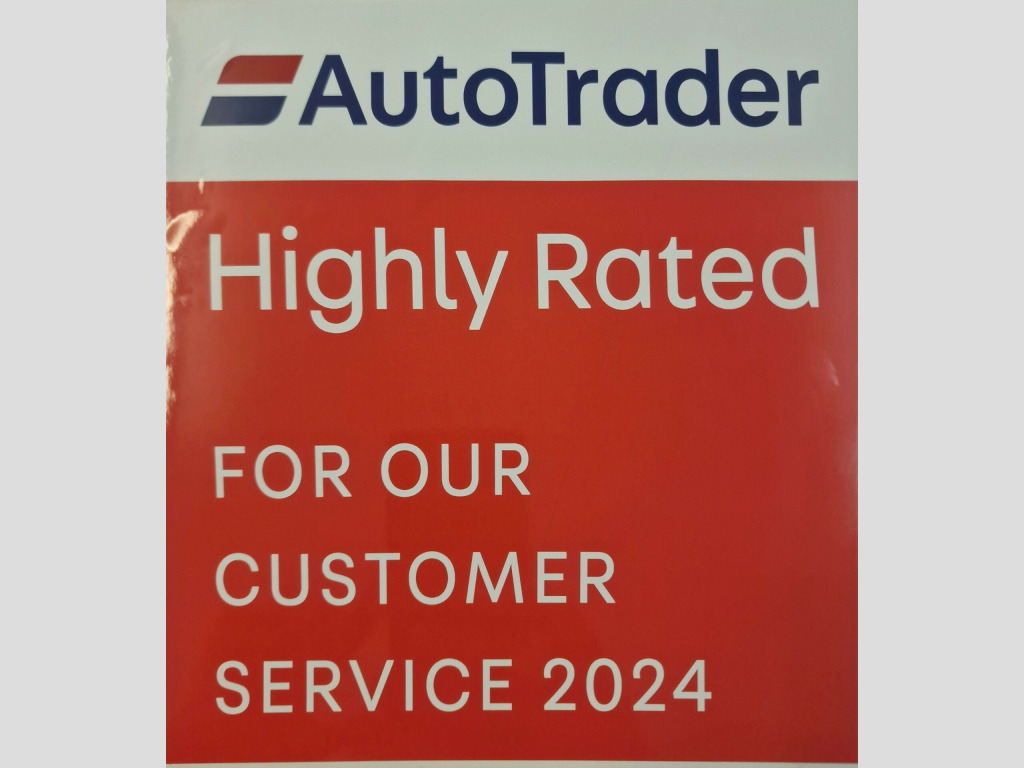 AutoTrader
Highly Rated
FOR OUR
CUSTOMER
SERVICE 2024